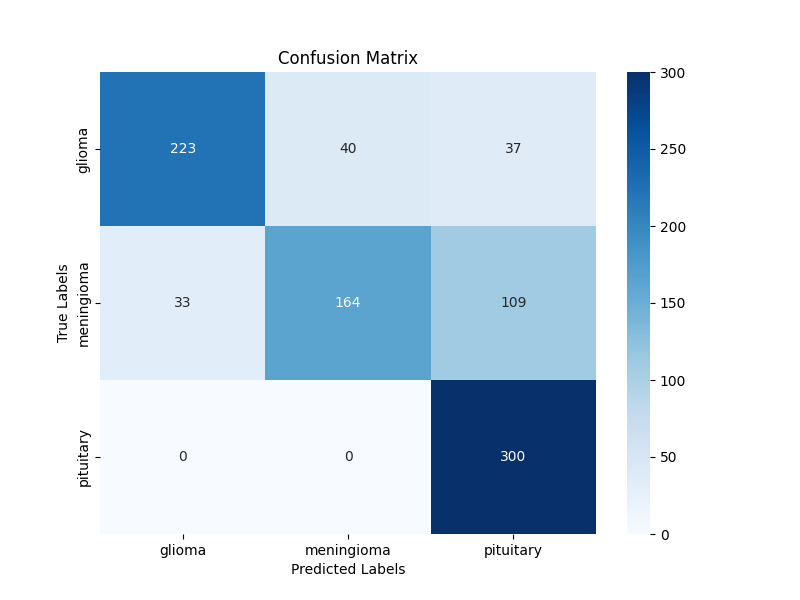 Confusion Matrix
True Labels
glioma
223 40 37
meningioma
33 164 109
pituitary
0 0 300
glioma meningioma pituitary
Predicted Labels
300
250
200
150
100
50
0